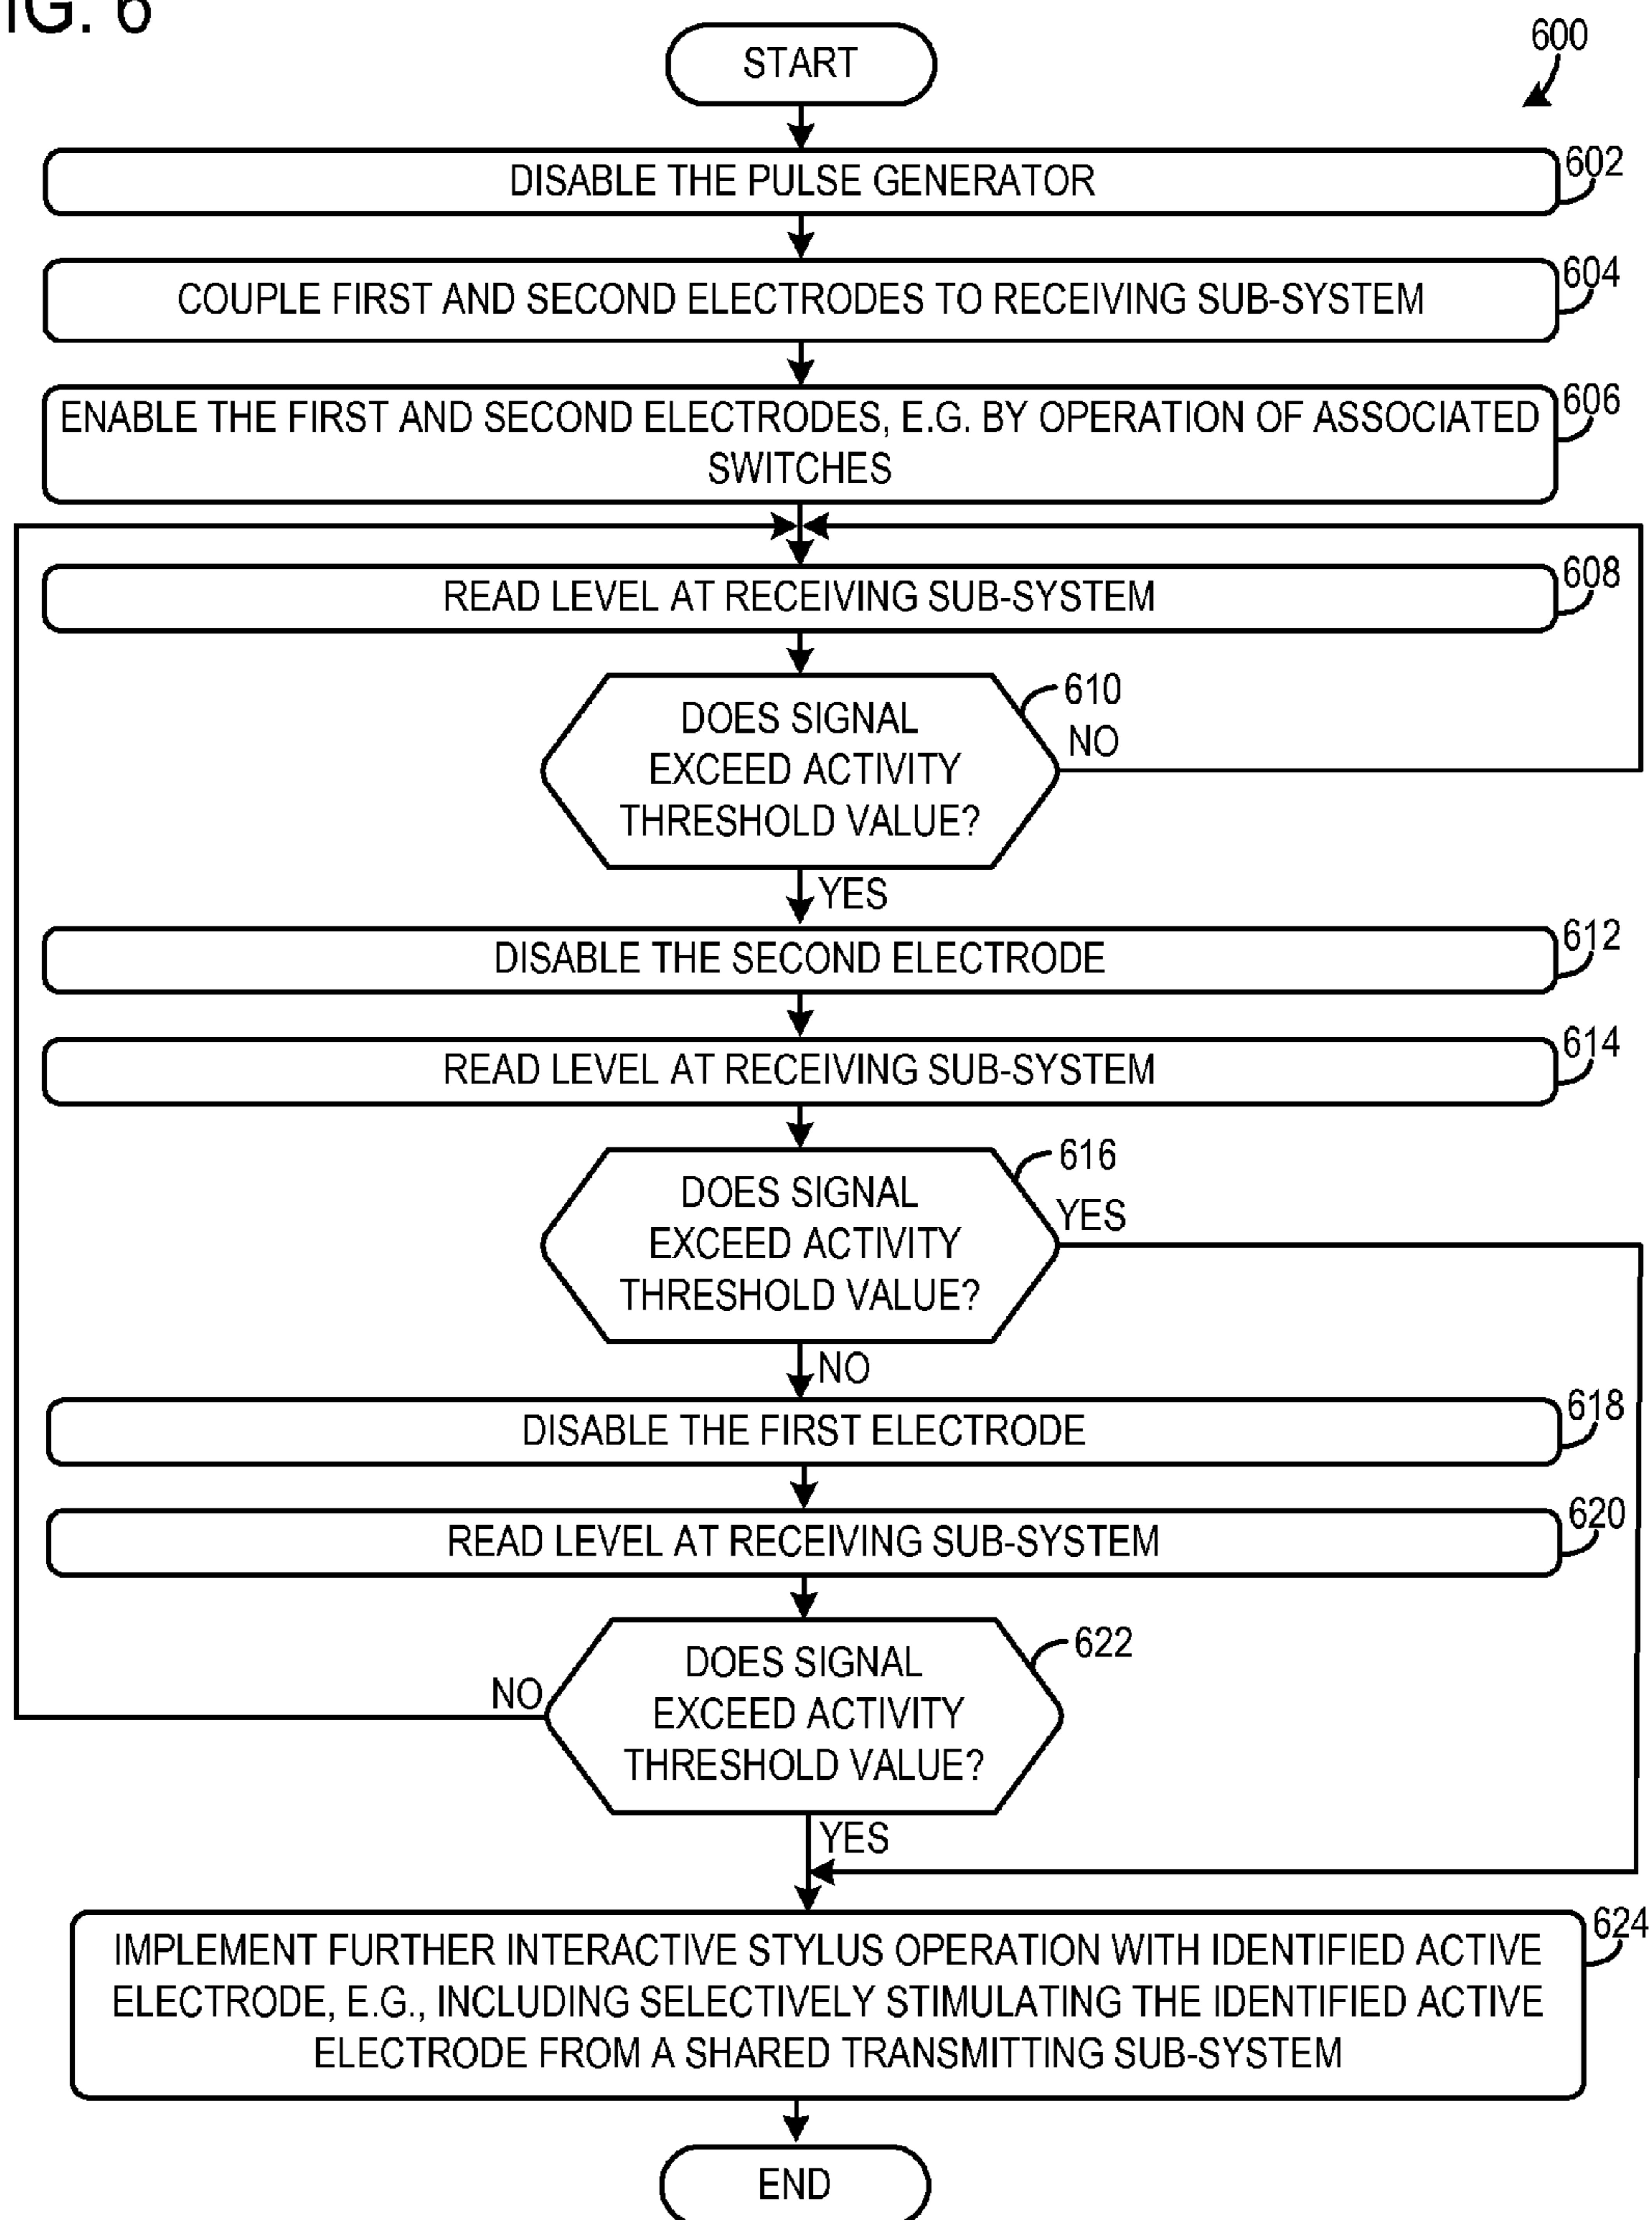 IG. 6
START
600
DISABLE THE PULSE GENERATOR
602
COUPLE FIRST AND SECOND ELECTRODES TO RECEIVING SUB-SYSTEM
604
ENABLE THE FIRST AND SECOND ELECTRODES, E.G. BY OPERATION OF ASSOCIATED
SWITCHES
606
READ LEVEL AT RECEIVING SUB-SYSTEM
608
DOES SIGNAL
EXCEED ACTIVITY
THRESHOLD VALUE?
610
NO
YES
DISABLE THE SECOND ELECTRODE
612
READ LEVEL AT RECEIVING SUB-SYSTEM
614
DOES SIGNAL
EXCEED ACTIVITY
THRESHOLD VALUE?
616
YES
NO
DISABLE THE FIRST ELECTRODE
618
READ LEVEL AT RECEIVING SUB-SYSTEM
620
DOES SIGNAL
EXCEED ACTIVITY
THRESHOLD VALUE?
622
NO
YES
IMPLEMENT FURTHER INTERACTIVE STYLUS OPERATION WITH IDENTIFIED ACTIVE
ELECTRODE, E.G., INCLUDING SELECTIVELY STIMULATING THE IDENTIFIED ACTIVE
ELECTRODE FROM A SHARED TRANSMITTING SUB-SYSTEM
624
END